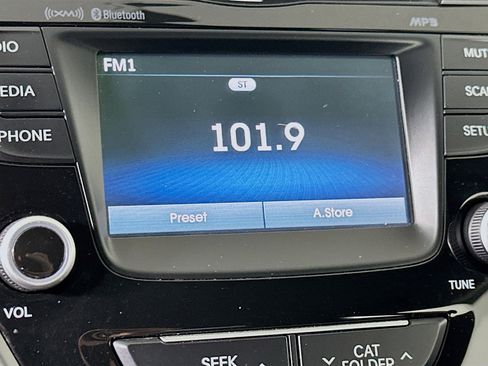 ((XM)) Bluetooth MP3
DIO FM1 MUT
ST
EDIA SCA
101.9
PHONE SETU
Preset A.Store
VOL TUNE
SEEK CAT
FOLDER